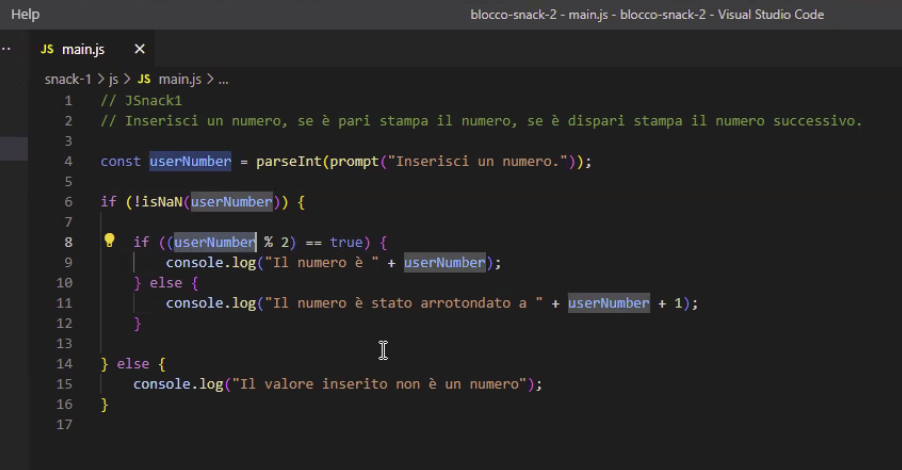 Help
blocco-snack-2 - main.js - blocco-snack-2 - Visual Studio Code
JS main.js ×
snack-1 > js > JS main.js > ...
1 // JSnack1
2 // Inserisci un numero, se è pari stampa il numero, se è dispari stampa il numero successivo.
3
4 const userNumber = parseInt(prompt("Inserisci un numero."));
5
6 if (!isNaN(userNumber)) {
7
8 if ((userNumber % 2) == true) {
9 console.log("Il numero è " + userNumber);
10 } else {
11 console.log("Il numero è stato arrotondato a " + userNumber + 1);
12 }
13
14 } else {
15 console.log("Il valore inserito non è un numero");
16 }
17